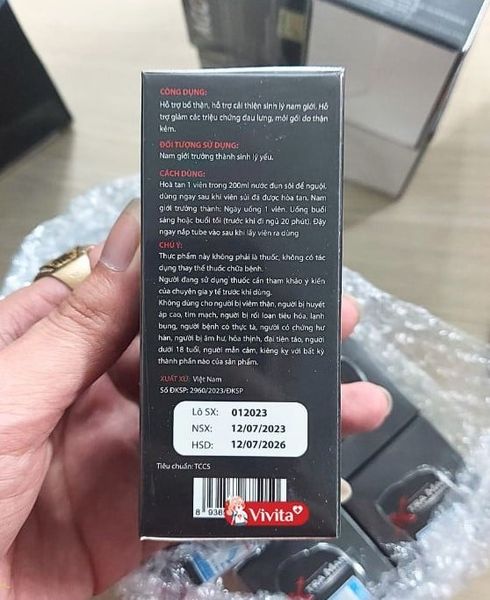 CÔNG DỤNG:
Hỗ trợ bổ thận, hỗ trợ cải thiện sinh lý nam giới. Hỗ
trợ giảm các triệu chứng đau lưng, mỏi gối do thận
kém.
ĐỐI TƯỢNG SỬ DỤNG:
Nam giới trưởng thành sinh lý yếu.
CÁCH DÙNG:
Hoà tan 1 viên trong 200ml nước đun sôi để nguội,
dùng ngay sau khi viên sủi đã được hòa tan. Nam
giới trưởng thành: Ngày uống 1 viên. Uống buổi
sáng hoặc buổi tối (trước khi đi ngủ 20 phút). Đậy
ngay nắp tube vào sau khi lấy viên ra dùng
CHÚ Ý:
Thực phẩm này không phải là thuốc, không có tác
dụng thay thế thuốc chữa bệnh.
Người đang sử dụng thuốc cần tham khảo ý kiến
của chuyên gia y tế trước khi dùng.
Không dùng cho người bị viêm thận, người bị huyết
áp cao, tim mạch, người bị rối loạn tiêu hóa, lạnh
bụng, người bệnh có thực tà, người có chứng hư
hàn, người bị âm hư, hỏa thịnh, đại tiện táo, người
dưới 18 tuổi, người mẫn cảm, kiêng kỵ với bất kỳ
thành phần nào của sản phẩm.
XUẤT XỨ: Việt Nam
Số ĐKSP: 2960/2023/ĐKSP
Lô SX: 012023
NSX: 12/07/2023
HSD: 12/07/2026
Tiêu chuẩn: TCCS
8 936
Vivita